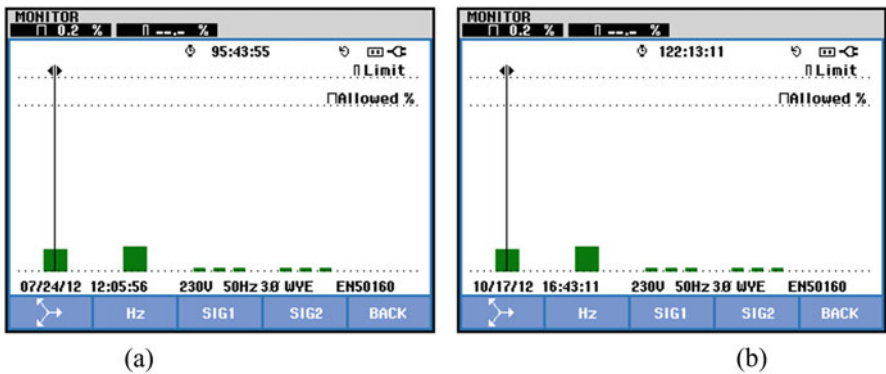 MONITOR
0.2 % --.- %
95:43:55
Limit
Allowed %
07/24/12 12:05:56 230V 50Hz 3Ø WYE EN50160
Hz SIG1 SIG2 BACK
(a)
MONITOR
0.2 % --.- %
122:13:11
Limit
Allowed %
10/17/12 16:43:11 230V 50Hz 3Ø WYE EN50160
Hz SIG1 SIG2 BACK
(b)